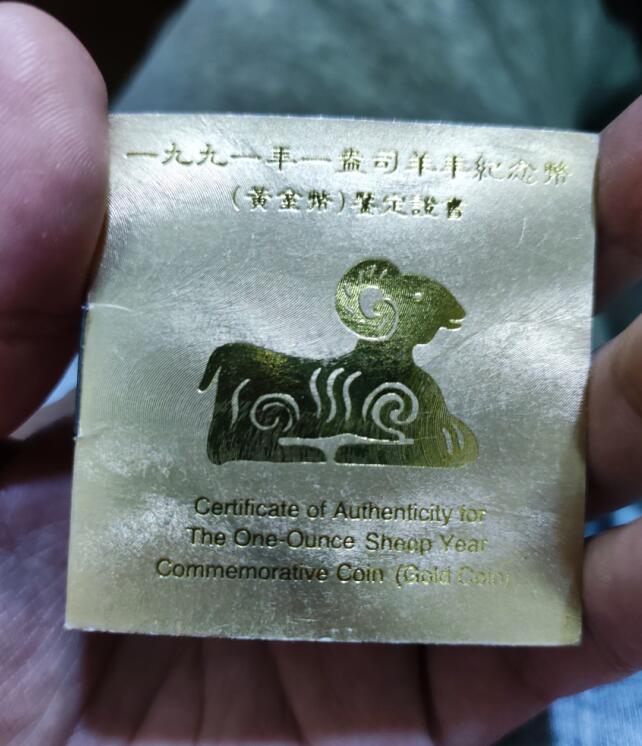 一九九一年一盎司羊年紀念幣
(黃金幣)鑒定證書
Certificate of Authenticity for
The One-Ounce Sheep Year
Commemorative Coin (Gold Coin)